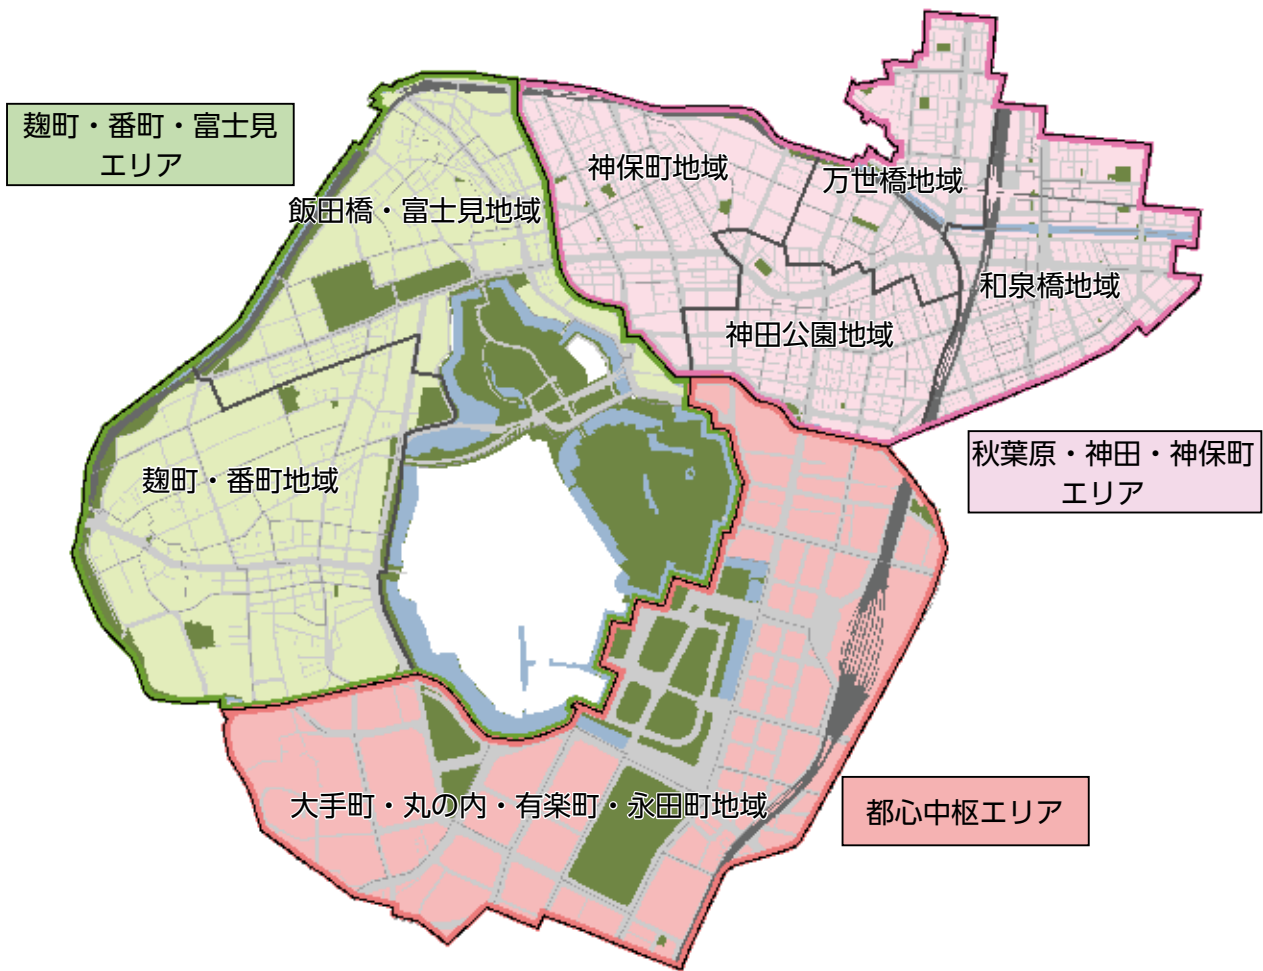 麹町・番町・富士見
エリア
神保町地域
万世橋地域
飯田橋・富士見地域
和泉橋地域
神田公園地域
麹町・番町地域
秋葉原・神田・神保町
エリア
大手町・丸の内・有楽町・永田町地域
都心中枢エリア